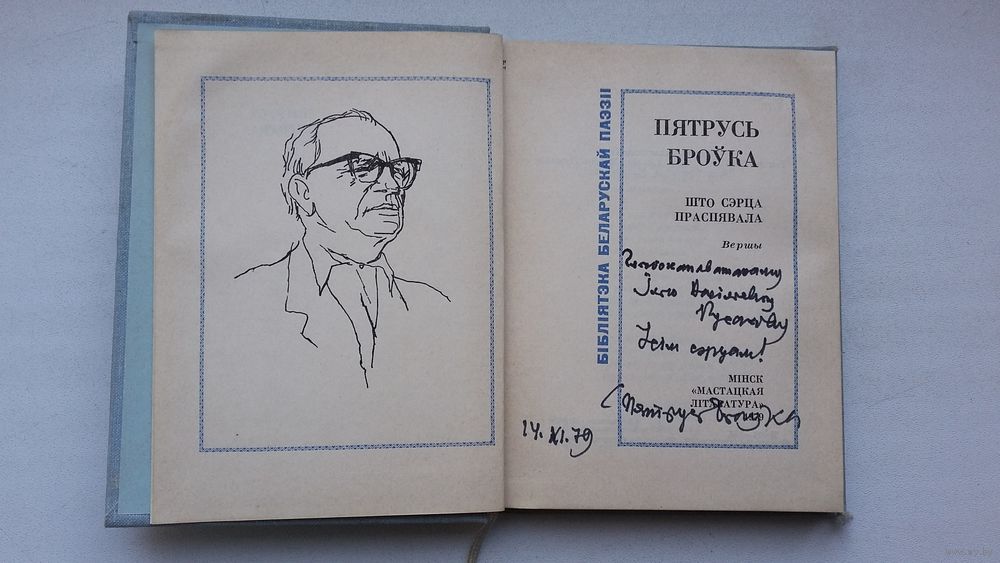 БІБЛІЯТЭКА БЕЛАРУСКАЙ ПАЭЗІІ
ПЯТРУСЬ
БРОЎКА
ШТО СЭРЦА
ПРАСПЯВАЛА
Вершы
Усім сэрцам!
МІНСК
«МАСТАЦКАЯ
ЛІТАРАТУРА»
Пятрусь Броўка
14.XI.79